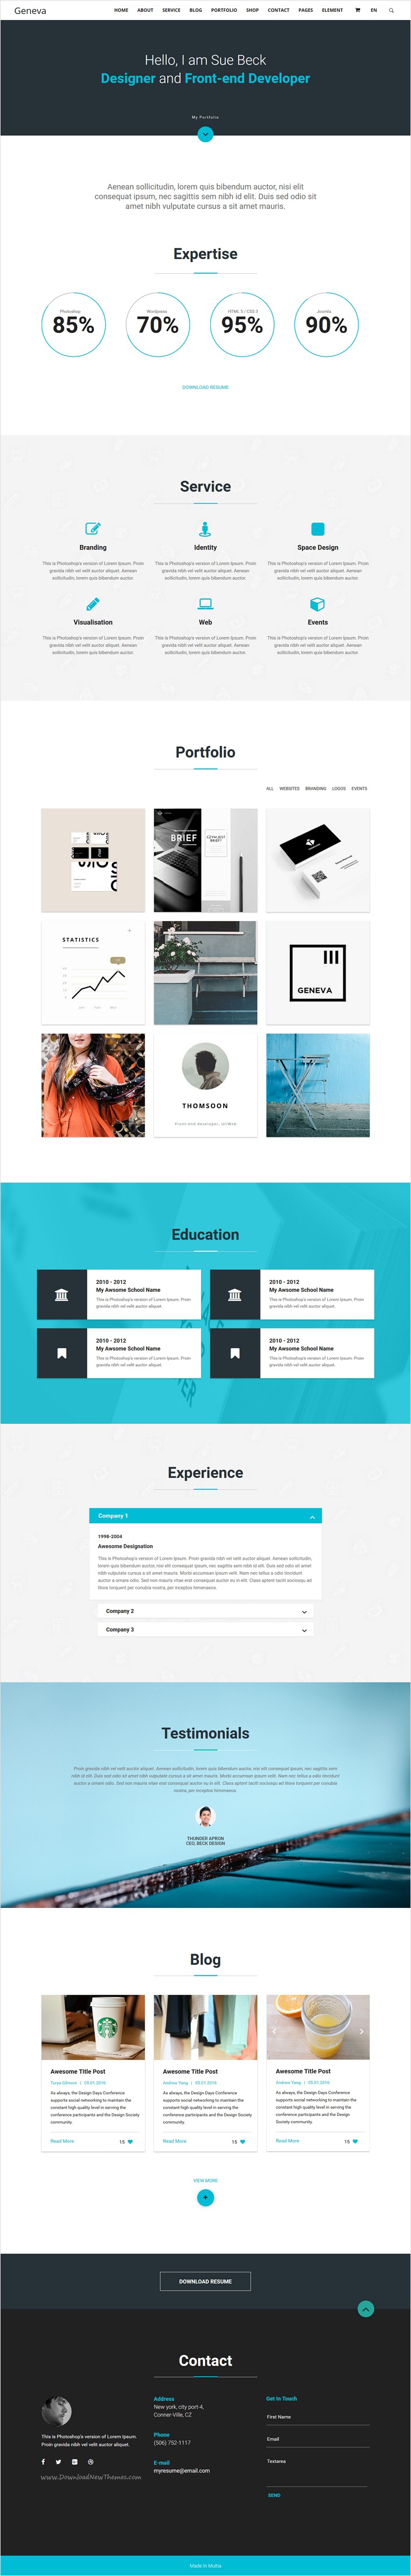 Geneva
HOME ABOUT SERVICE BLOG PORTFOLIO SHOP CONTACT PAGES ELEMENT EN
Hello, I am Sue Beck
Designer and Front-end Developer
My Portfolio
Aenean sollicitudin, lorem quis bibendum auctor, nisi elit
consequat ipsum, nec sagittis sem nibh id elit. Duis sed odio sit
amet nibh vulputate cursus a sit amet mauris.
Expertise
Photoshop
85%
Wordpress
70%
HTML 5 / CSS 3
95%
Joomla
90%
DOWNLOAD RESUME
Service
Branding
This is Photoshop's version of Lorem Ipsum. Proin
gravida nibh vel velit auctor aliquet. Aenean
sollicitudin, lorem quis bibendum auctor.
Identity
This is Photoshop's version of Lorem Ipsum. Proin
gravida nibh vel velit auctor aliquet. Aenean
sollicitudin, lorem quis bibendum auctor.
Space Design
This is Photoshop's version of Lorem Ipsum. Proin
gravida nibh vel velit auctor aliquet. Aenean
sollicitudin, lorem quis bibendum auctor.
Visualisation
This is Photoshop's version of Lorem Ipsum. Proin
gravida nibh vel velit auctor aliquet. Aenean
sollicitudin, lorem quis bibendum auctor.
Web
This is Photoshop's version of Lorem Ipsum. Proin
gravida nibh vel velit auctor aliquet. Aenean
sollicitudin, lorem quis bibendum auctor.
Events
This is Photoshop's version of Lorem Ipsum. Proin
gravida nibh vel velit auctor aliquet. Aenean
sollicitudin, lorem quis bibendum auctor.
Portfolio
ALL WEBSITES BRANDING LOGOS EVENTS
BRIEF
STATISTICS
GENEVA
THOMSOON
Education
2010 - 2012
My Awsome School Name
This is Photoshop's version of Lorem Ipsum. Proin
gravida nibh vel velit auctor aliquet.
2010 - 2012
My Awsome School Name
This is Photoshop's version of Lorem Ipsum. Proin
gravida nibh vel velit auctor aliquet.
2010 - 2012
My Awsome School Name
This is Photoshop's version of Lorem Ipsum. Proin
gravida nibh vel velit auctor aliquet.
2010 - 2012
My Awsome School Name
This is Photoshop's version of Lorem Ipsum. Proin
gravida nibh vel velit auctor aliquet.
Experience
Company 1
1998-2004
Awesome Designation
This is Photoshop's version of Lorem Ipsum. Proin gravida nibh vel velit auctor aliquet. Aenean sollicitudin,
lorem quis bibendum auctor, nisi elit consequat ipsum, nec sagittis sem nibh id elit. Duis sed odio sit amet
nibh vulputate cursus a sit amet mauris. Morbi accumsan ipsum velit. Nam nec tellus a odio tincidunt
auctor a ornare odio. Sed non mauris vitae erat consequat auctor eu in elit. Class aptent taciti sociosqu ad
litora torquent per conubia nostra, per inceptos himenaeos.
Company 2
Company 3
Testimonials
Proin gravida nibh vel velit auctor aliquet. Aenean sollicitudin, lorem quis bibendum auctor, nisi elit consequat ipsum, nec sagittis sem
nibh id elit. Duis sed odio sit amet nibh vulputate cursus a sit amet mauris. Morbi accumsan ipsum velit. Nam nec tellus a odio tincidunt
auctor a ornare odio. Sed non mauris vitae erat consequat auctor eu in elit. Class aptent taciti sociosqu ad litora torquent per conubia
nostra, per inceptos himenaeos.
THUNDER APRON
CEO, BECK DESIGN
Blog
Awesome Title Post
05.01.2016
As always, the Design Days Conference
supports social networking to maintain the
constant high quality level in serving the
conference participants and the Design Society
community.
Read More 15
Awesome Title Post
Andrew Yang | 05.01.2016
As always, the Design Days Conference
supports social networking to maintain the
constant high quality level in serving the
conference participants and the Design Society
community.
Read More 15
Awesome Title Post
Andrew Yang | 05.01.2016
As always, the Design Days Conference
supports social networking to maintain the
constant high quality level in serving the
conference participants and the Design
Society community.
Read More 15
VIEW MORE
DOWNLOAD RESUME
Contact
This is Photoshop's version of Lorem Ipsum.
Proin gravida nibh vel velit auctor aliquet.
www.DownloadNewThemes.com
Address
New york, city port-4,
Conner-Ville, CZ
Phone
(506) 752-1117
E-mail
myresume@email.com
Get In Touch
First Name
Email
Textarea
SEND
Made In Mulha